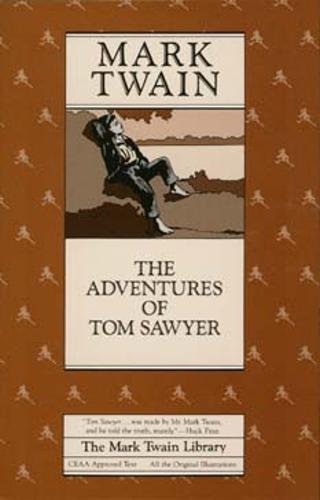 MARK
TWAIN
THE
ADVENTURES
OF
TOM SAWYER
"Tom Sawyer . . . was made by Mr. Mark Twain,
and he told the truth, mainly."—Huck Finn
The Mark Twain Library
CEAA Approved Text All the Original Illustrations